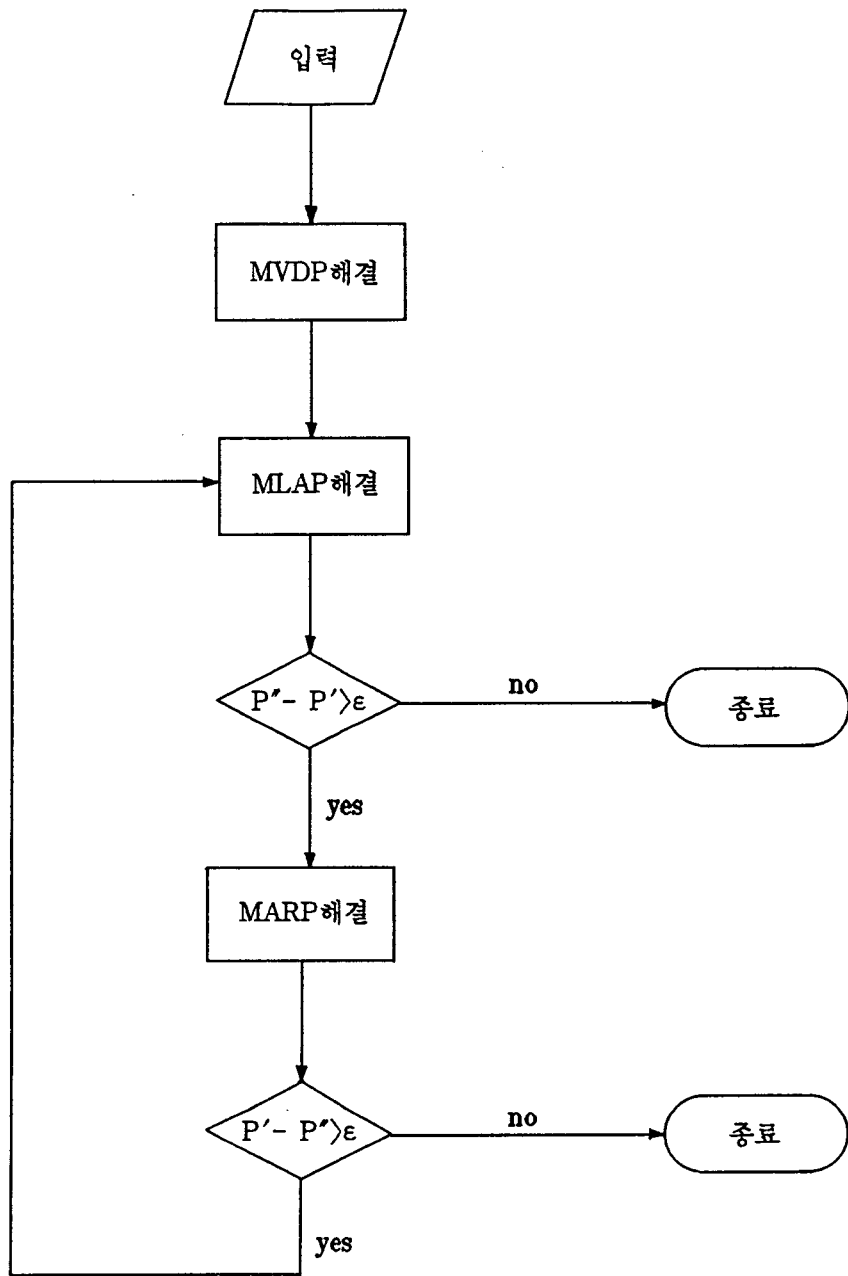 입력
MVDP해결
MLAP해결
P″- P′>ε
no
종료
yes
MARP해결
P′- P″>ε
no
종료
yes